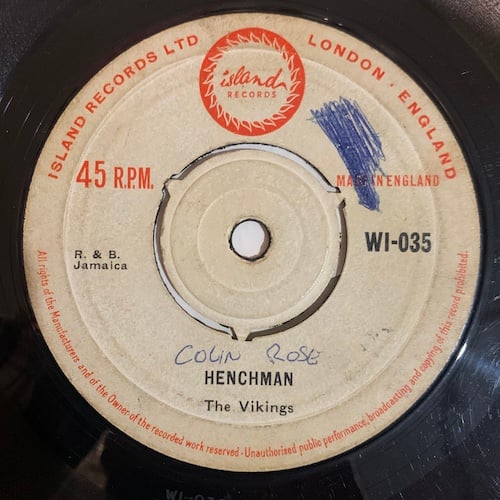 ISLAND RECORDS LTD LONDON · ENGLAND
island
RECORDS
45 R.P.M.
MADE IN ENGLAND
R. & B.
Jamaica
WI-035
COLIN ROSE
HENCHMAN
The Vikings
All rights of the Manufacturers and of the Owner of the recorded work reserved - Unauthorised public performance, broadcasting and copying of this record prohibited.